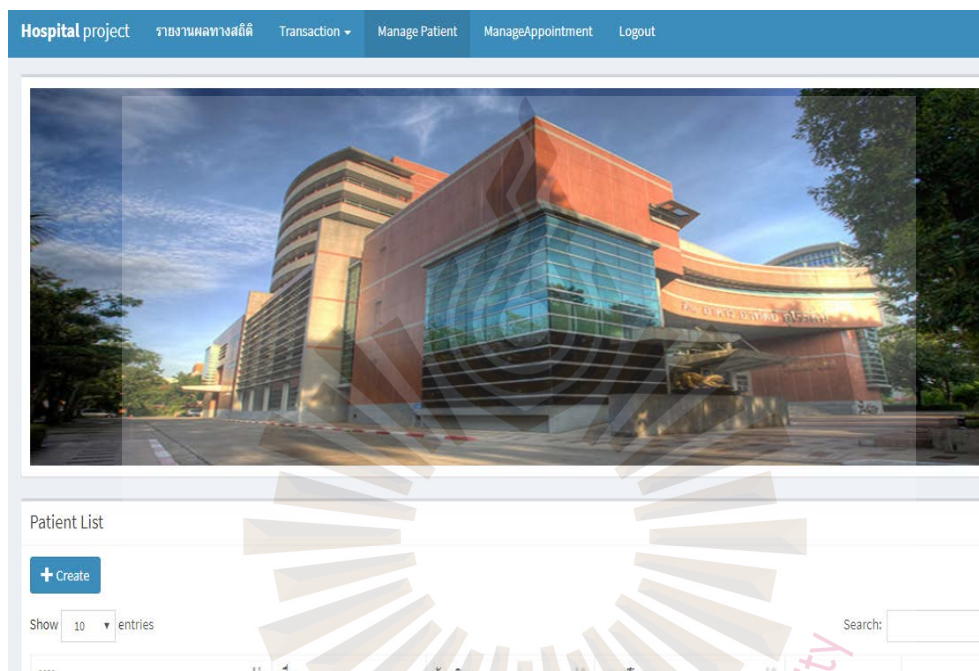 Hospital project รายงานผลทางสถิติ Transaction Manage Patient ManageAppointment Logout
Patient List
+ Create
Show 10 entries Search: